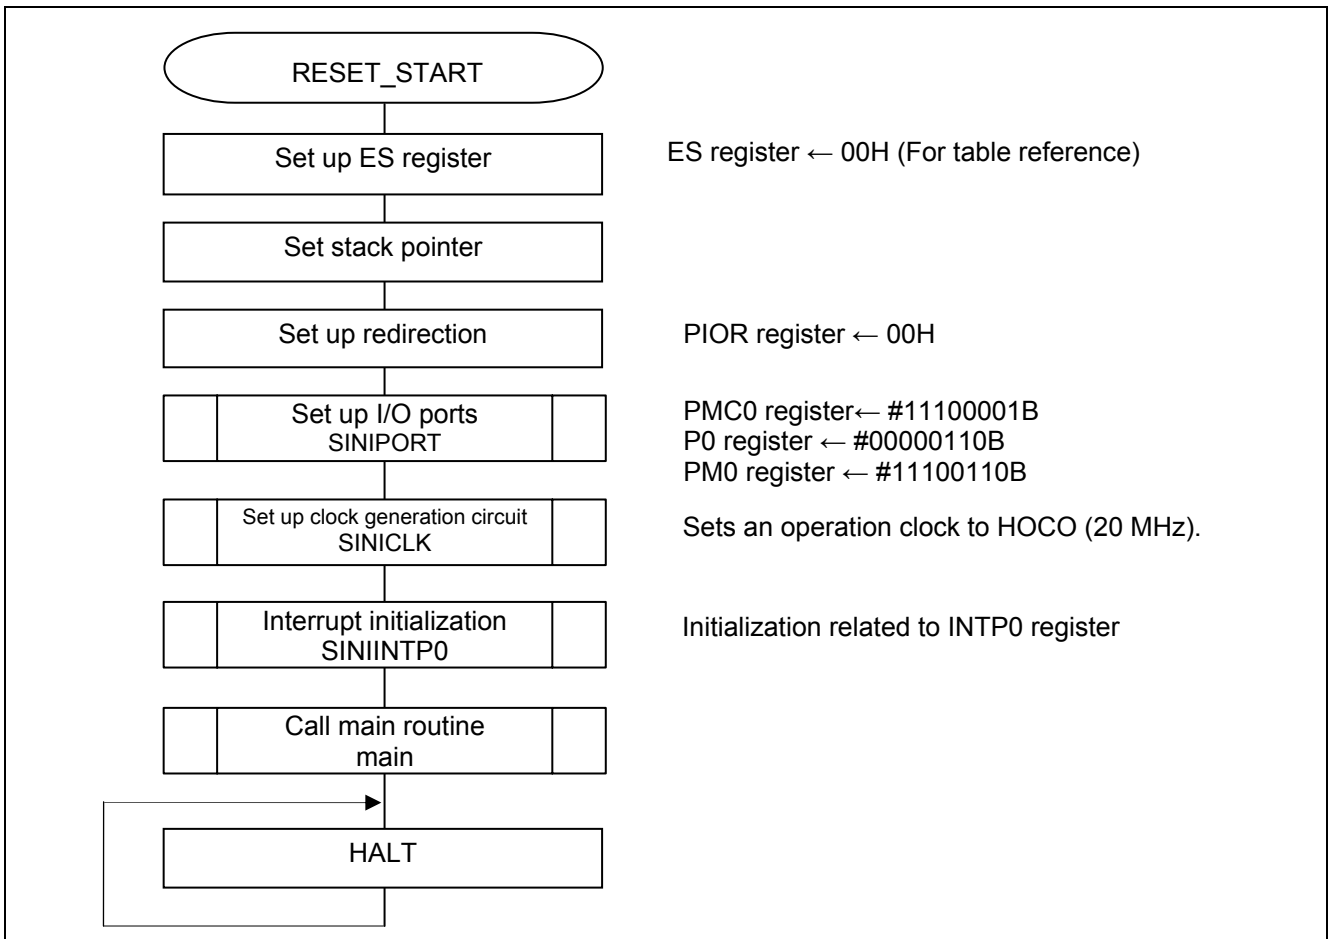 RESET_START
Set up ES register
ES register ← 00H (For table reference)
Set stack pointer
Set up redirection
PIOR register ← 00H
Set up I/O ports
SINIPORT
PMC0 register← #11100001B
P0 register ← #00000110B
PM0 register ← #11100110B
Set up clock generation circuit
SINICLK
Sets an operation clock to HOCO (20 MHz).
Interrupt initialization
SINIINTP0
Initialization related to INTP0 register
Call main routine
main
HALT